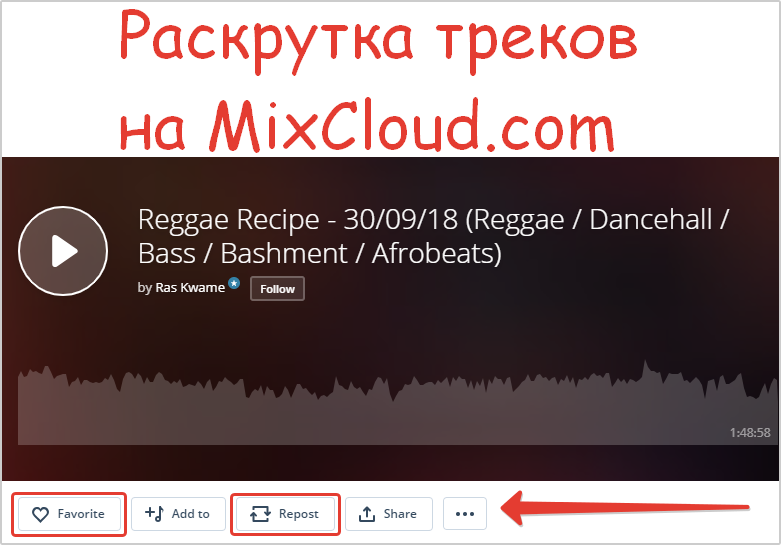 Раскрутка треков
на MixCloud.com
Reggae Recipe - 30/09/18 (Reggae / Dancehall /
Bass / Bashment / Afrobeats)
by Ras Kwame Follow
1:48:58
Favorite Add to Repost Share